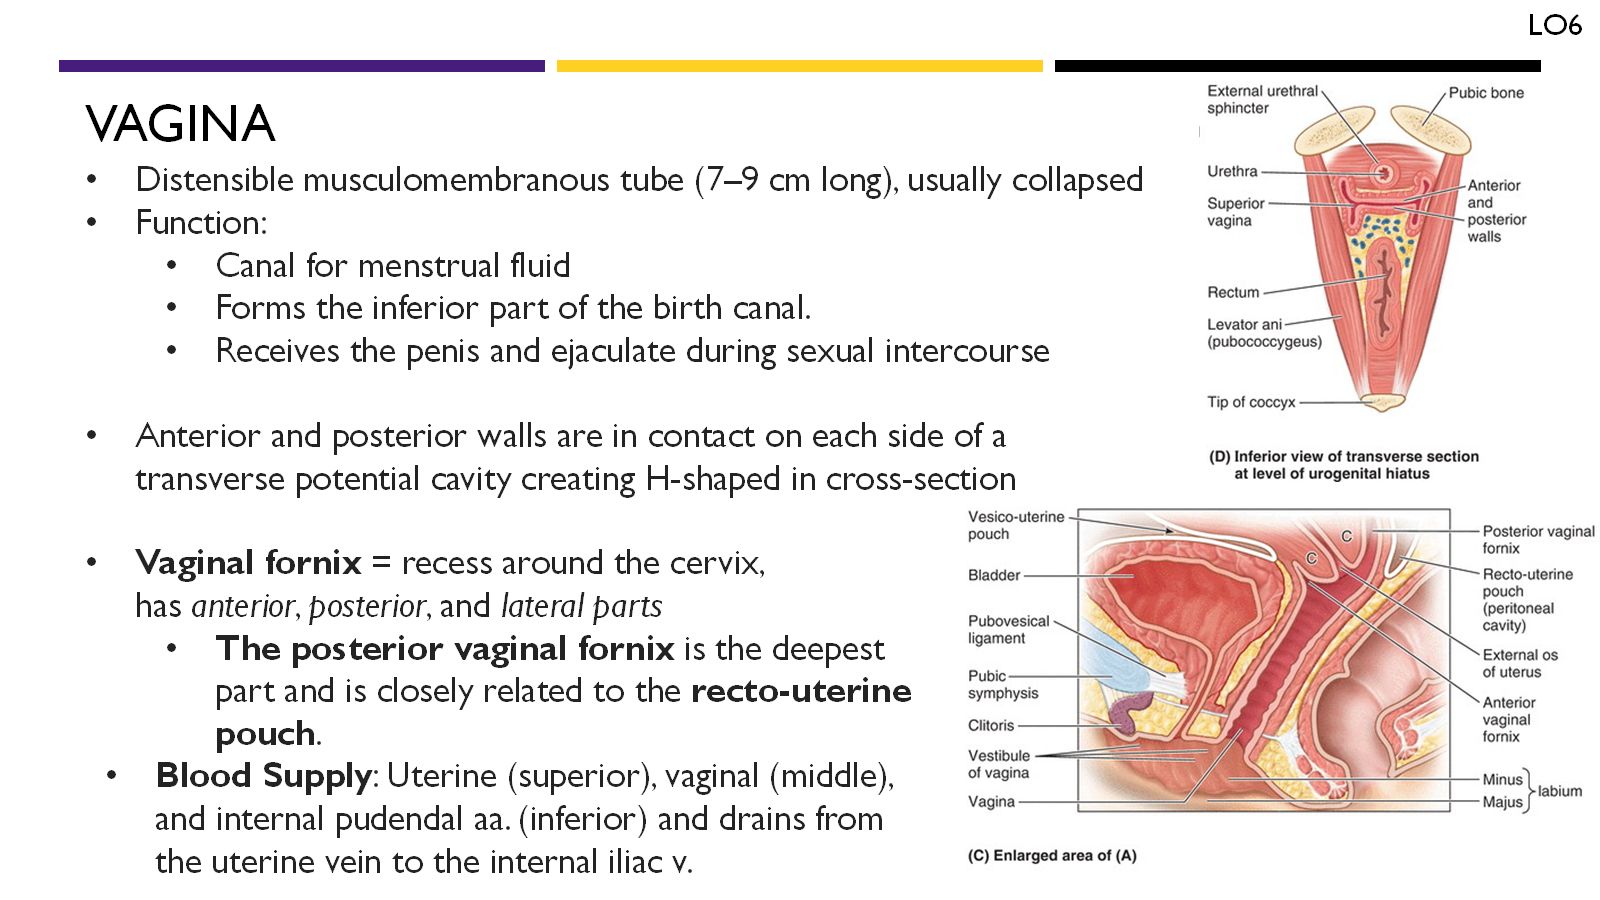 LO6
VAGINA
• Distensible musculomembranous tube (7–9 cm long), usually collapsed
• Function:
• Canal for menstrual fluid
• Forms the inferior part of the birth canal.
• Receives the penis and ejaculate during sexual intercourse
• Anterior and posterior walls are in contact on each side of a
transverse potential cavity creating H-shaped in cross-section
• Vaginal fornix = recess around the cervix,
has anterior, posterior, and lateral parts
• The posterior vaginal fornix is the deepest
part and is closely related to the recto-uterine
pouch.
• Blood Supply: Uterine (superior), vaginal (middle),
and internal pudendal aa. (inferior) and drains from
the uterine vein to the internal iliac v.
External urethral
sphincter
Urethra
Superior
vagina
Rectum
Levator ani
(pubococcygeus)
Tip of coccyx
Pubic bone
Anterior
and
posterior
walls
(D) Inferior view of transverse section
at level of urogenital hiatus
Vesico-uterine
pouch
Bladder
Pubovesical
ligament
Pubic
symphysis
Clitoris
Vestibule
of vagina
Vagina
C
C
Posterior vaginal
fornix
Recto-uterine
pouch
(peritoneal
cavity)
External os
of uterus
Anterior
vaginal
fornix
Minus
Majus
labium
(C) Enlarged area of (A)